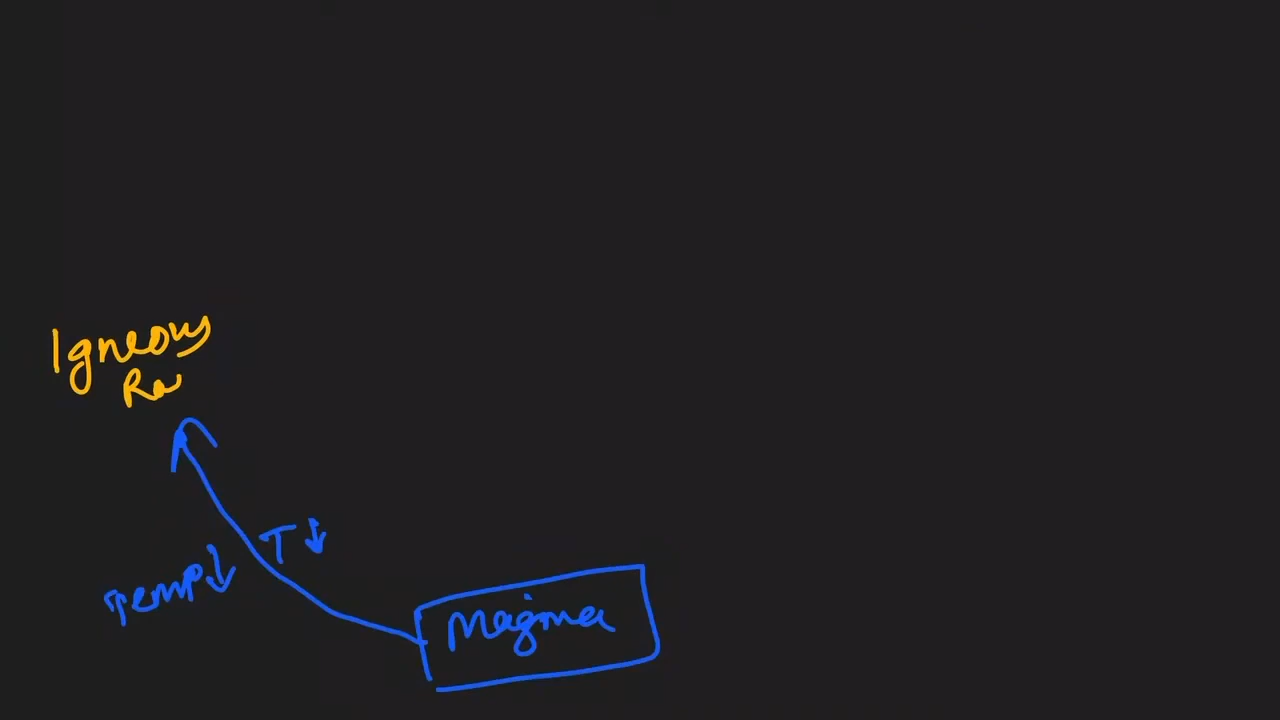 Igneous
Ro
T ↓
Temp ↓
Magma